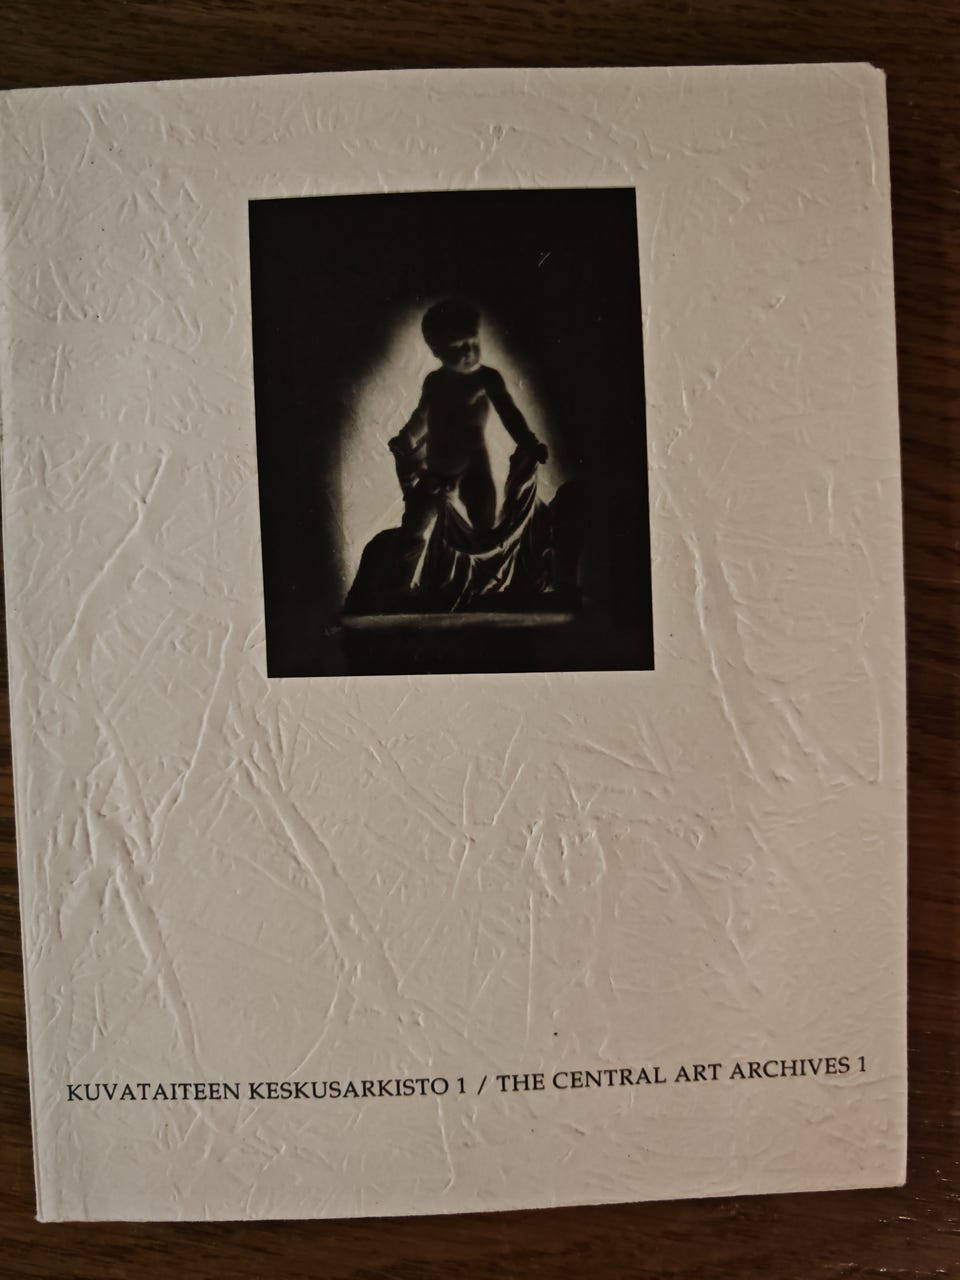 KUVATAITEEN KESKUSARKISTO 1 / THE CENTRAL ART ARCHIVES 1